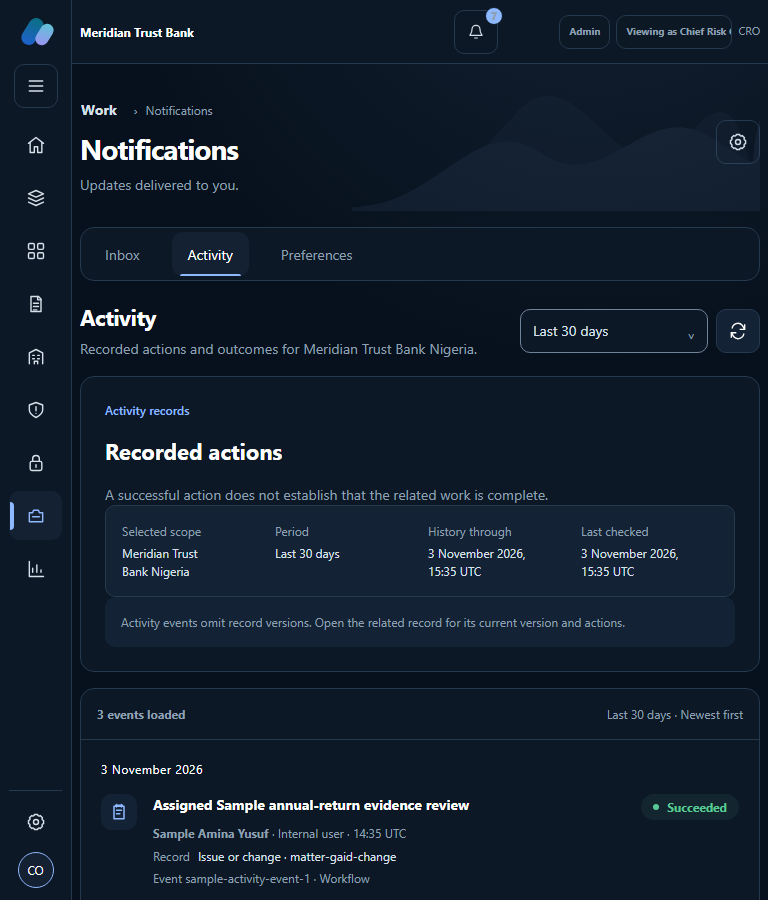 Meridian Trust Bank
Admin
Viewing as Chief Risk
CRO
Work › Notifications
Notifications
Updates delivered to you.
Inbox
Activity
Preferences
Activity
Recorded actions and outcomes for Meridian Trust Bank Nigeria.
Last 30 days
Activity records
Recorded actions
A successful action does not establish that the related work is complete.
Selected scope
Meridian Trust
Bank Nigeria
Period
Last 30 days
History through
3 November 2026,
15:35 UTC
Last checked
3 November 2026,
15:35 UTC
Activity events omit record versions. Open the related record for its current version and actions.
3 events loaded
Last 30 days · Newest first
3 November 2026
Assigned Sample annual-return evidence review
Succeeded
Sample Amina Yusuf · Internal user · 14:35 UTC
Record Issue or change · matter-gaid-change
Event sample-activity-event-1 · Workflow
CO